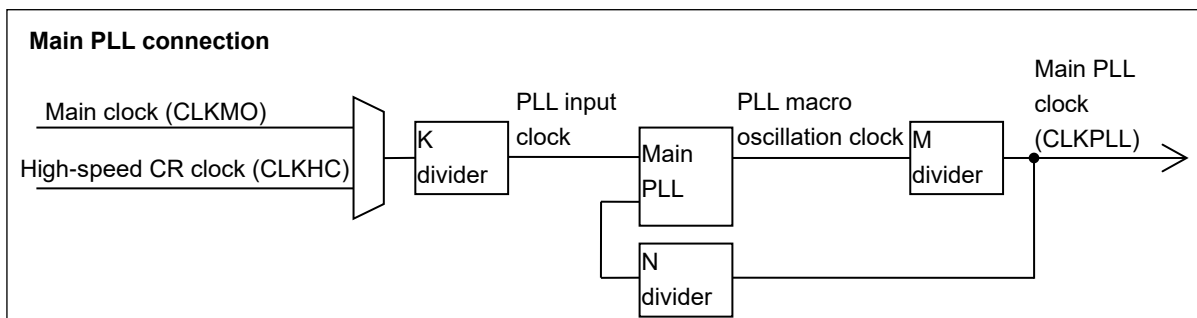 Main PLL connection
Main clock (CLKMO)
High-speed CR clock (CLKHC)
K
divider
PLL input
clock
Main
PLL
PLL macro
oscillation clock
M
divider
Main PLL
clock
(CLKPLL)
N
divider